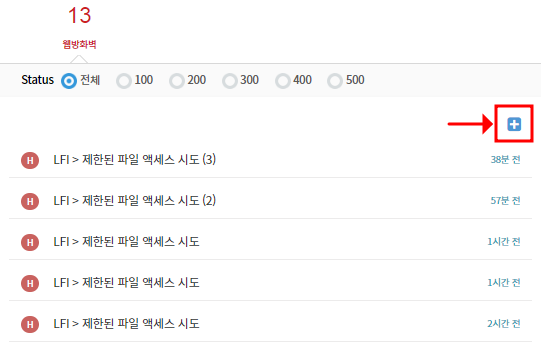 13
웹방화벽
Status 전체 100 200 300 400 500
H LFI > 제한된 파일 액세스 시도 (3) 38분 전
H LFI > 제한된 파일 액세스 시도 (2) 57분 전
H LFI > 제한된 파일 액세스 시도 1시간 전
H LFI > 제한된 파일 액세스 시도 1시간 전
H LFI > 제한된 파일 액세스 시도 2시간 전